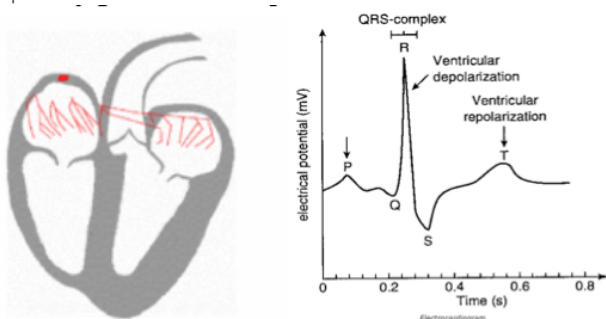 QRS-complex
R
Ventricular
depolarization
Ventricular
repolarization
P
T
Q
S
electrical potential (mV)
0
0.2
0.4
0.6
0.8
Time (s)
Electrocardiogram